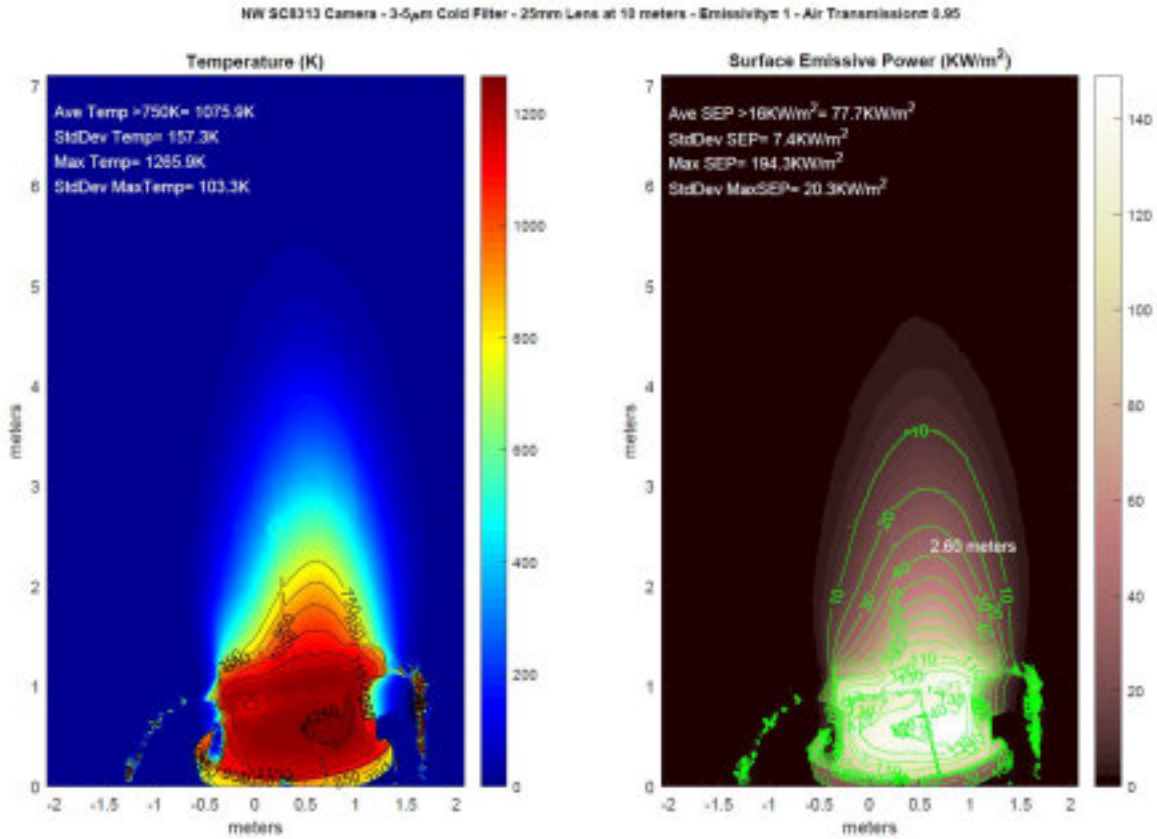 NW SC8313 Camera - 3-5μm Cold Filter - 25mm Lens at 10 meters - Emissivity= 1 - Air Transmission= 0.95
Temperature (K)
Ave Temp >750K= 1075.9K
StdDev Temp= 157.3K
Max Temp= 1265.9K
StdDev MaxTemp= 103.3K
7
6
5
4
3
2
1
0
meters
-2 -1.5 -1 -0.5 0 0.5 1 1.5 2
meters
1200
1000
800
600
400
200
0
Surface Emissive Power (KW/m²)
Ave SEP >16KW/m²= 77.7KW/m²
StdDev SEP= 7.4KW/m²
Max SEP= 194.3KW/m²
StdDev MaxSEP= 20.3KW/m²
10
20
2.60 meters
7
6
5
4
3
2
1
0
meters
-2 -1.5 -1 -0.5 0 0.5 1 1.5 2
meters
140
120
100
80
60
40
20
0